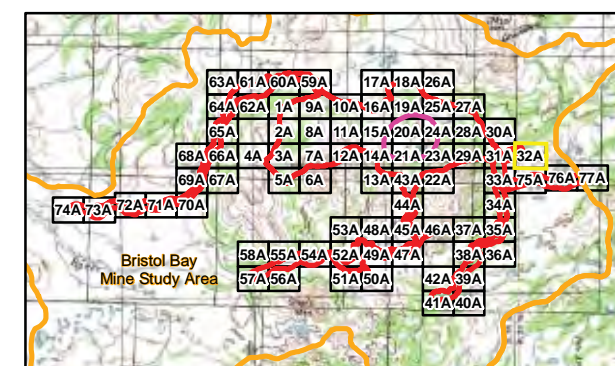 63A 61A 60A 59A 17A 18A 26A
64A 62A 1A 9A 10A 16A 19A 25A 27A
65A 2A 8A 11A 15A 20A 24A 28A 30A
68A 66A 4A 3A 7A 12A 14A 21A 23A 29A 31A 32A
69A 67A 5A 6A 13A 43A 22A 33A 75A 76A 77A
74A 73A 72A 71A 70A 44A 34A
53A 48A 45A 46A 37A 35A
58A 55A 54A 52A 49A 47A 38A 36A
Bristol Bay
Mine Study Area
57A 56A 51A 50A 42A 39A
41A 40A